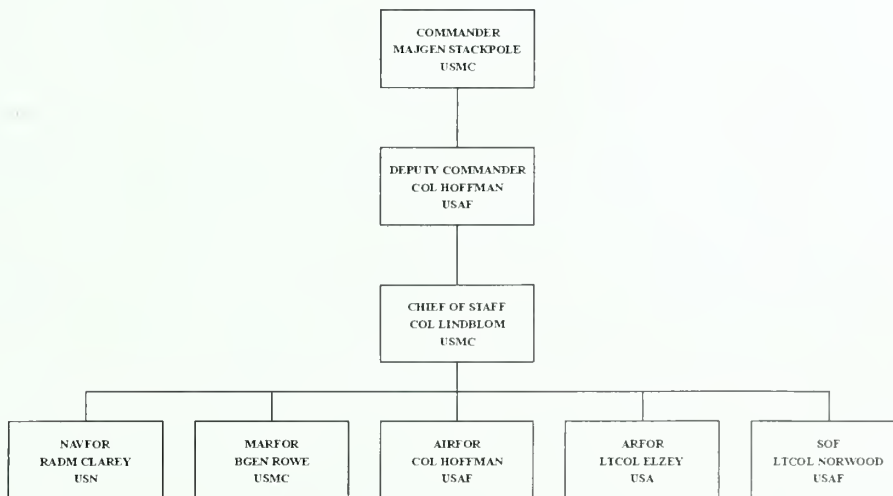 COMMANDER
MAJGEN STACKPOLE
USMC
DEPUTY COMMANDER
COL HOFFMAN
USAF
CHIEF OF STAFF
COL LINDBLOM
USMC
NAVFOR
RADM CLAREY
USN
MARFOR
BGEN ROWE
USMC
AIRFOR
COL HOFFMAN
USAF
ARFOR
LTCOL ELZEY
USA
SOF
LTCOL NORWOOD
USAF